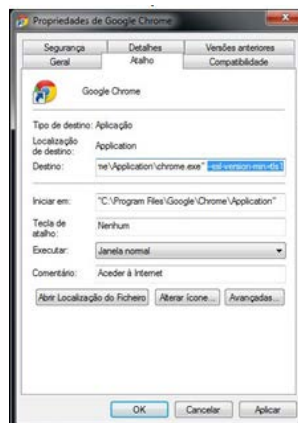 Propriedades de Google Chrome
Segurança Detalhes Versões anteriores
Geral Atalho Compatibilidade
Google Chrome
Tipo de destino: Aplicação
Localização de destino: Application
Destino: me\Application\chrome.exe" --ssl-version-min=tls1
Iniciar em: "C:\Program Files\Google\Chrome\Application"
Tecla de atalho: Nenhum
Executar: Janela normal
Comentário: Aceder à Internet
Abrir Localização do Ficheiro Alterar ícone... Avançadas...
OK Cancelar Aplicar